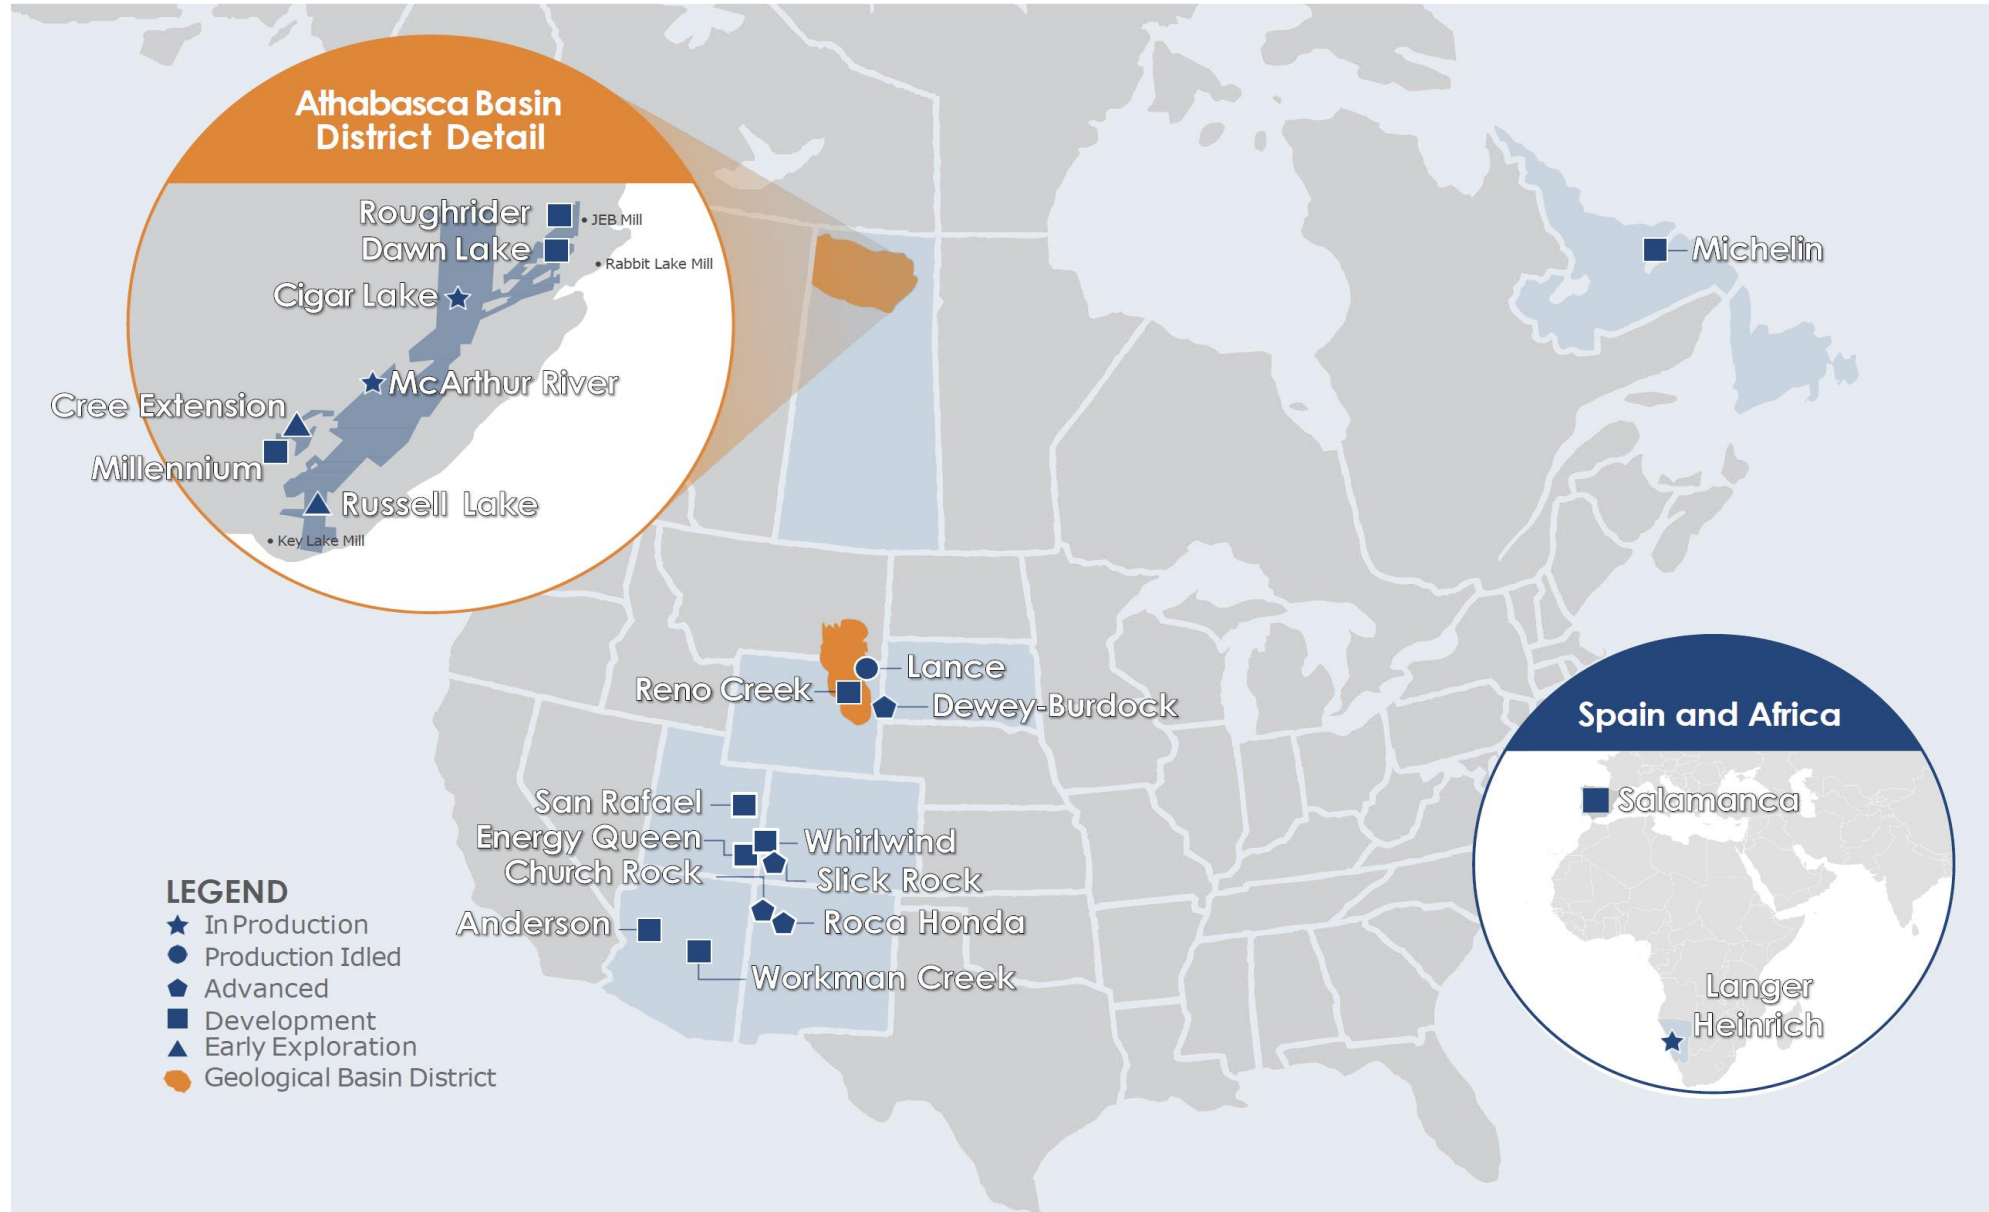 Athabasca Basin
District Detail
Roughrider
JEB Mill
Dawn Lake
Rabbit Lake Mill
Cigar Lake
McArthur River
Cree Extension
Millennium
Russell Lake
Key Lake Mill
Michelin
Lance
Reno Creek
Dewey-Burdock
San Rafael
Energy Queen
Whirlwind
Church Rock
Slick Rock
Anderson
Roca Honda
Workman Creek
Spain and Africa
Salamanca
Langer
Heinrich
LEGEND
In Production
Production Idled
Advanced
Development
Early Exploration
Geological Basin District